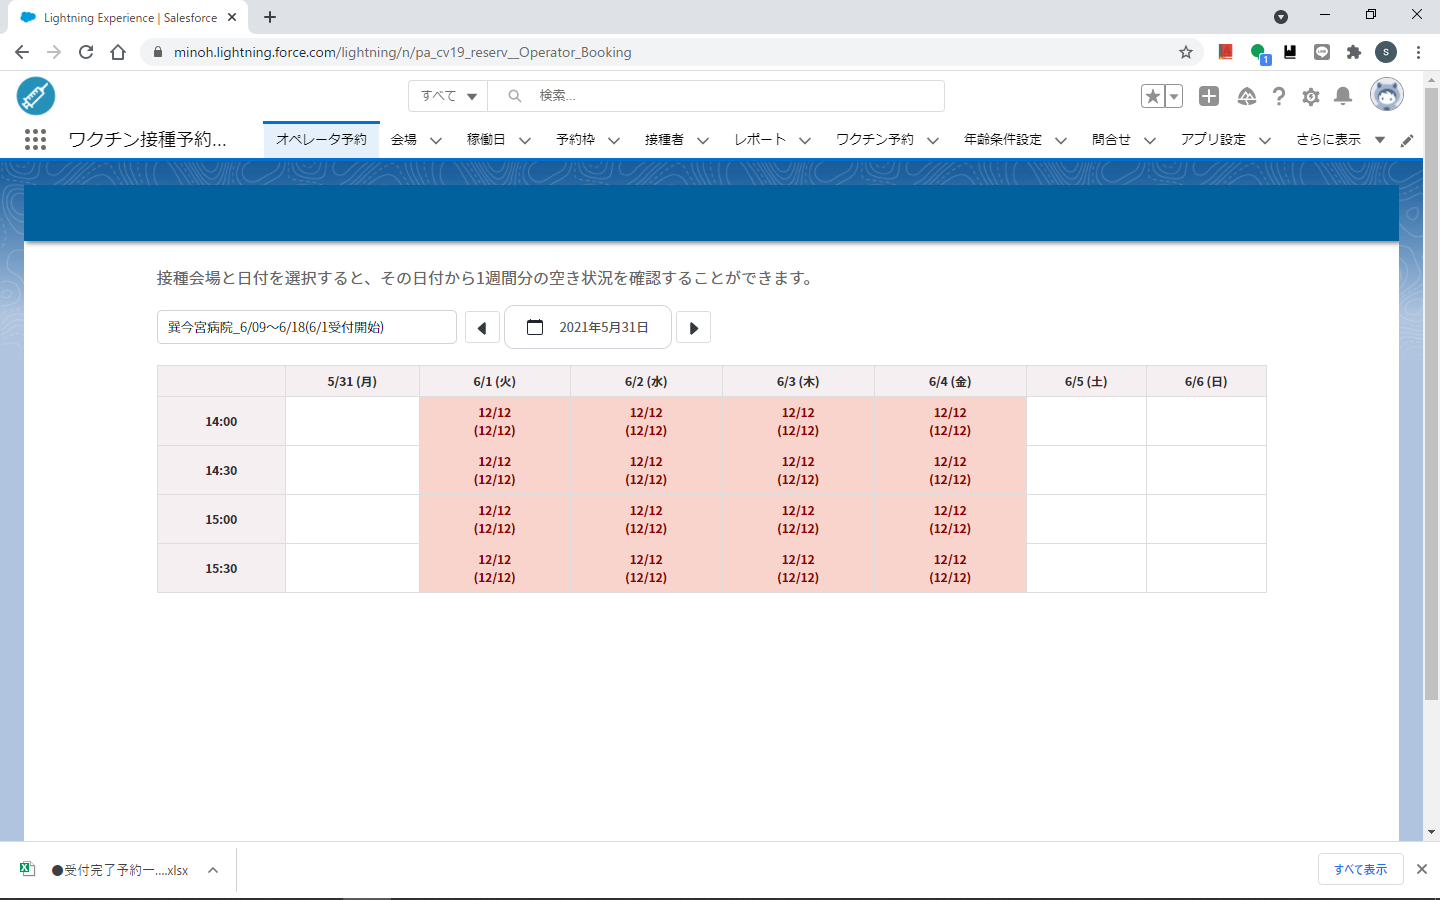 Lightning Experience | Salesforce
minoh.lightning.force.com/lightning/n/pa_cv19_reserv__Operator_Booking
S
1
すべて
検索...
ワクチン接種予約...
オペレータ予約
会場
稼働日
予約枠
接種者
レポート
ワクチン予約
年齢条件設定
問合せ
アプリ設定
さらに表示
接種会場と日付を選択すると、その日付から1週間分の空き状況を確認することができます。
巽今宮病院_6/09～6/18(6/1受付開始)
2021年5月31日
5/31 (月) 6/1 (火) 6/2 (水) 6/3 (木) 6/4 (金) 6/5 (土) 6/6 (日)
14:00
12/12 12/12 12/12 12/12
(12/12) (12/12) (12/12) (12/12)
14:30
12/12 12/12 12/12 12/12
(12/12) (12/12) (12/12) (12/12)
15:00
12/12 12/12 12/12 12/12
(12/12) (12/12) (12/12) (12/12)
15:30
12/12 12/12 12/12 12/12
(12/12) (12/12) (12/12) (12/12)
●受付完了予約一....xlsx
すべて表示